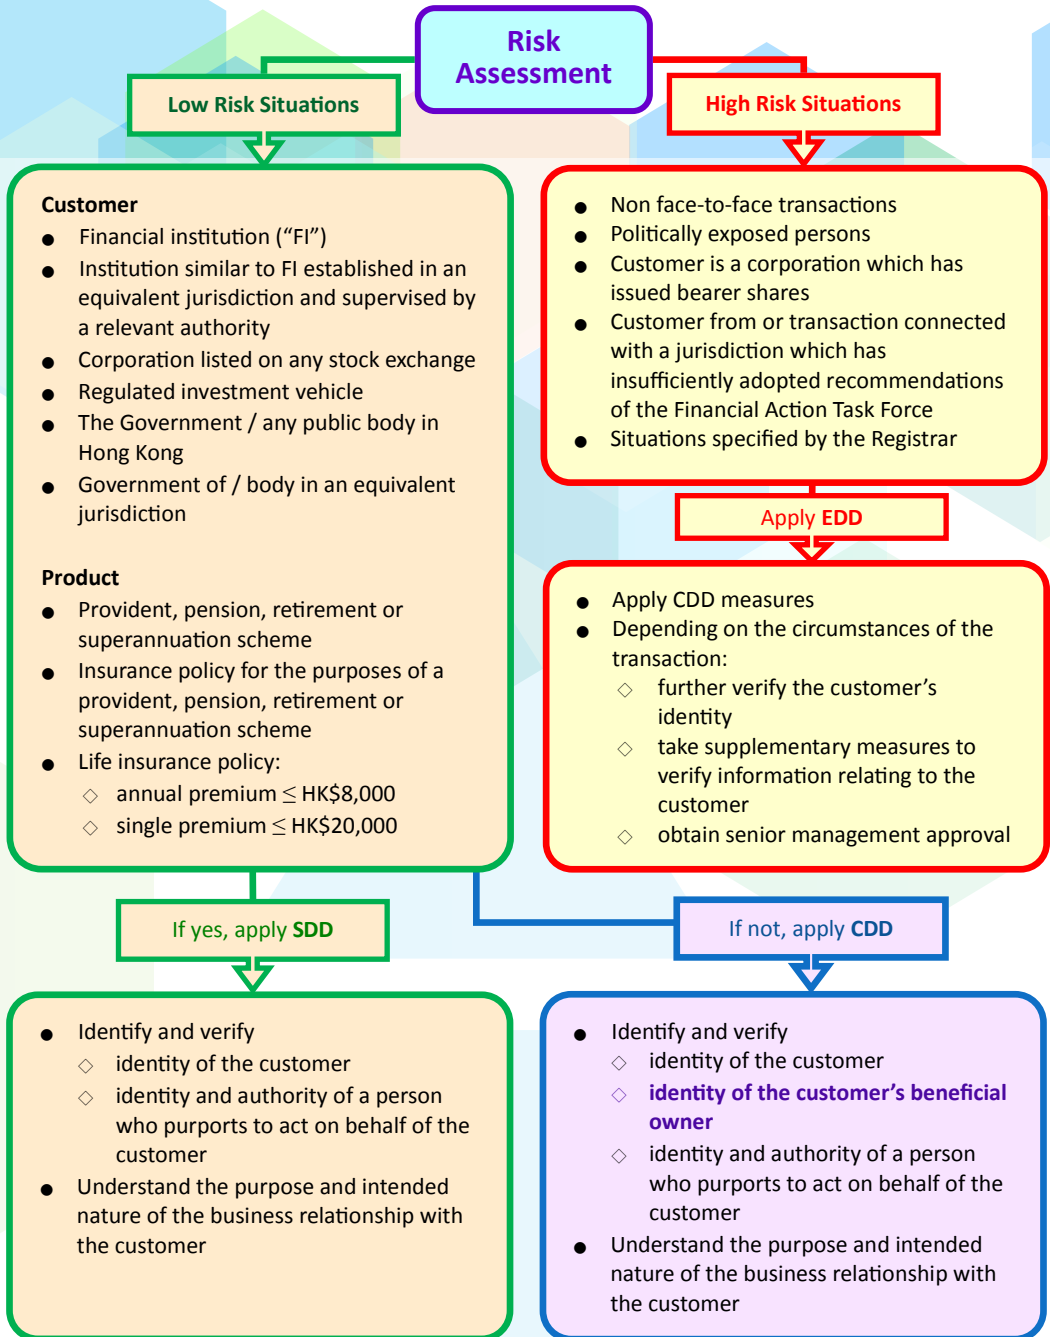 Risk
Assessment
Low Risk Situations
High Risk Situations
Customer
● Financial institution (“FI”)
● Institution similar to FI established in an
equivalent jurisdiction and supervised by
a relevant authority
● Corporation listed on any stock exchange
● Regulated investment vehicle
● The Government / any public body in
Hong Kong
● Government of / body in an equivalent
jurisdiction
Product
● Provident, pension, retirement or
superannuation scheme
● Insurance policy for the purposes of a
provident, pension, retirement or
superannuation scheme
● Life insurance policy:
◇ annual premium ≤ HK$8,000
◇ single premium ≤ HK$20,000
● Non face-to-face transactions
● Politically exposed persons
● Customer is a corporation which has
issued bearer shares
● Customer from or transaction connected
with a jurisdiction which has
insufficiently adopted recommendations
of the Financial Action Task Force
● Situations specified by the Registrar
Apply EDD
● Apply CDD measures
● Depending on the circumstances of the
transaction:
◇ further verify the customer’s
identity
◇ take supplementary measures to
verify information relating to the
customer
◇ obtain senior management approval
If yes, apply SDD
If not, apply CDD
● Identify and verify
◇ identity of the customer
◇ identity and authority of a person
who purports to act on behalf of the
customer
● Understand the purpose and intended
nature of the business relationship with
the customer
● Identify and verify
◇ identity of the customer
◇ identity of the customer’s beneficial
owner
◇ identity and authority of a person
who purports to act on behalf of the
customer
● Understand the purpose and intended
nature of the business relationship with
the customer